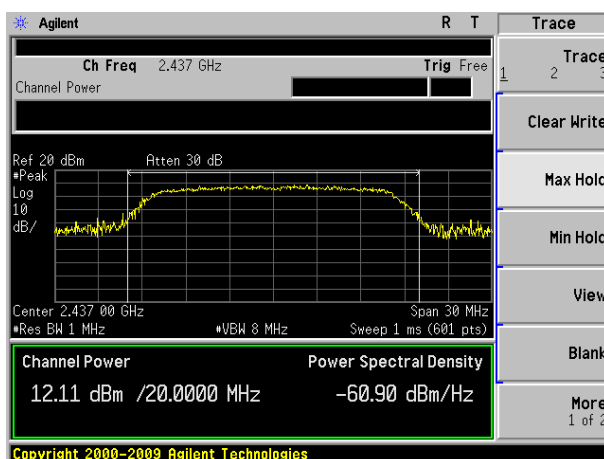 Agilent R T Trace
Ch Freq 2.437 GHz Trig Free
Channel Power
Trace
1 2 3
Clear Write
Max Hold
Min Hold
View
Blank
More
1 of 2
Ref 20 dBm Atten 30 dB
#Peak
Log
10
dB/
Center 2.437 00 GHz Span 30 MHz
#Res BW 1 MHz #VBW 8 MHz Sweep 1 ms (601 pts)
Channel Power Power Spectral Density
12.11 dBm /20.0000 MHz -60.90 dBm/Hz
Copyright 2000-2009 Agilent Technologies